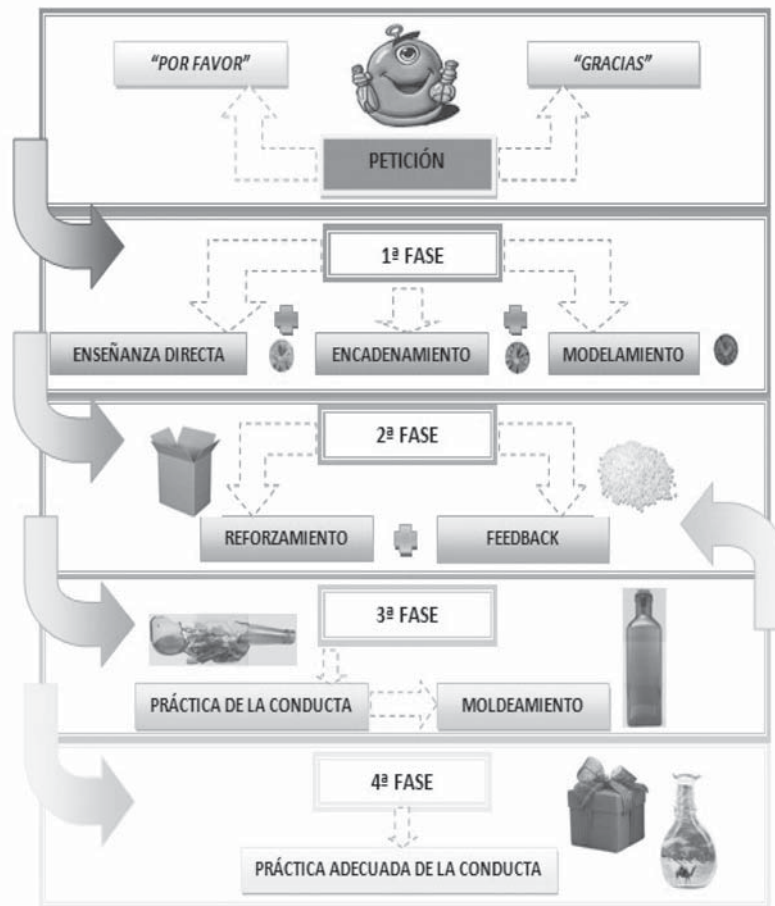 "POR FAVOR"
"GRACIAS"
PETICIÓN
1ª FASE
ENSEÑANZA DIRECTA
ENCADENAMIENTO
MODELAMIENTO
2ª FASE
REFORZAMIENTO
FEEDBACK
3ª FASE
PRÁCTICA DE LA CONDUCTA
MOLDEAMIENTO
4ª FASE
PRÁCTICA ADECUADA DE LA CONDUCTA